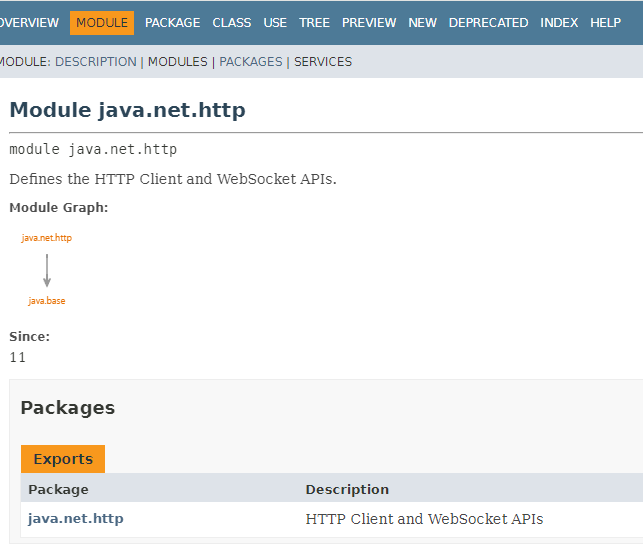 OVERVIEW MODULE PACKAGE CLASS USE TREE PREVIEW NEW DEPRECATED INDEX HELP
MODULE: DESCRIPTION | MODULES | PACKAGES | SERVICES
Module java.net.http
module java.net.http
Defines the HTTP Client and WebSocket APIs.
Module Graph:
java.net.http
java.base
Since:
11
Packages
Exports
Package Description
java.net.http HTTP Client and WebSocket APIs